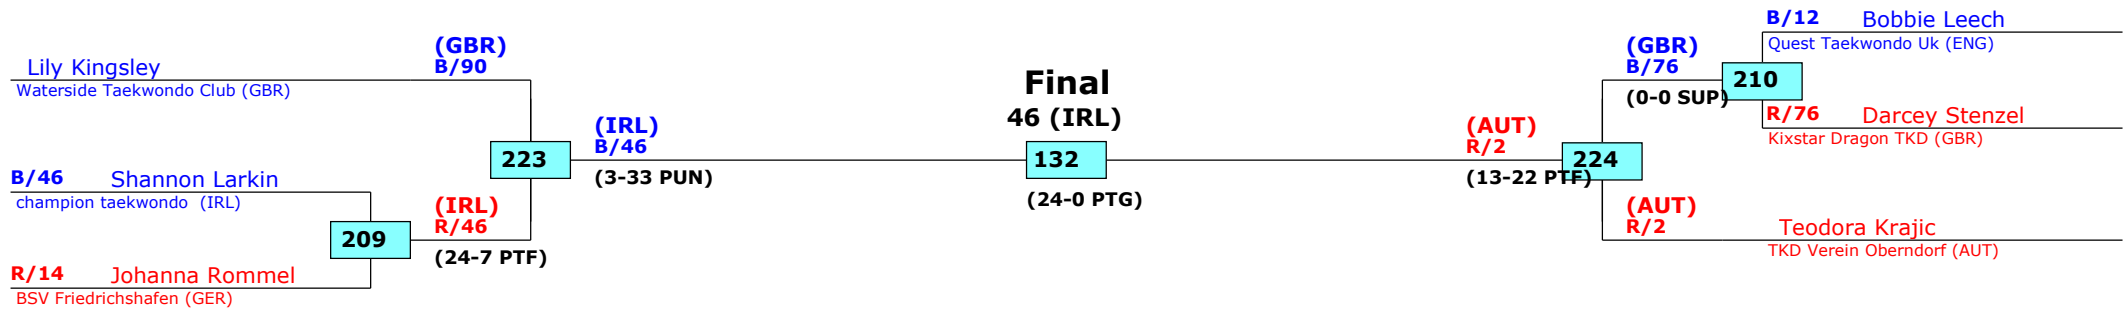 Lily Kingsley
Waterside Taekwondo Club (GBR)
(GBR)
B/90
B/46 Shannon Larkin
champion taekwondo  (IRL)
R/14 Johanna Rommel
BSV Friedrichshafen (GER)
209
(IRL)
R/46
(24-7 PTF)
223
(IRL)
B/46
(3-33 PUN)
Final
46 (IRL)
132
(24-0 PTG)
(AUT)
R/2
(13-22 PTF)
224
(GBR)
B/76
(0-0 SUP)
210
B/12 Bobbie Leech
Quest Taekwondo Uk (ENG)
R/76 Darcey Stenzel
Kixstar Dragon TKD (GBR)
(AUT)
R/2
Teodora Krajic
TKD Verein Oberndorf (AUT)